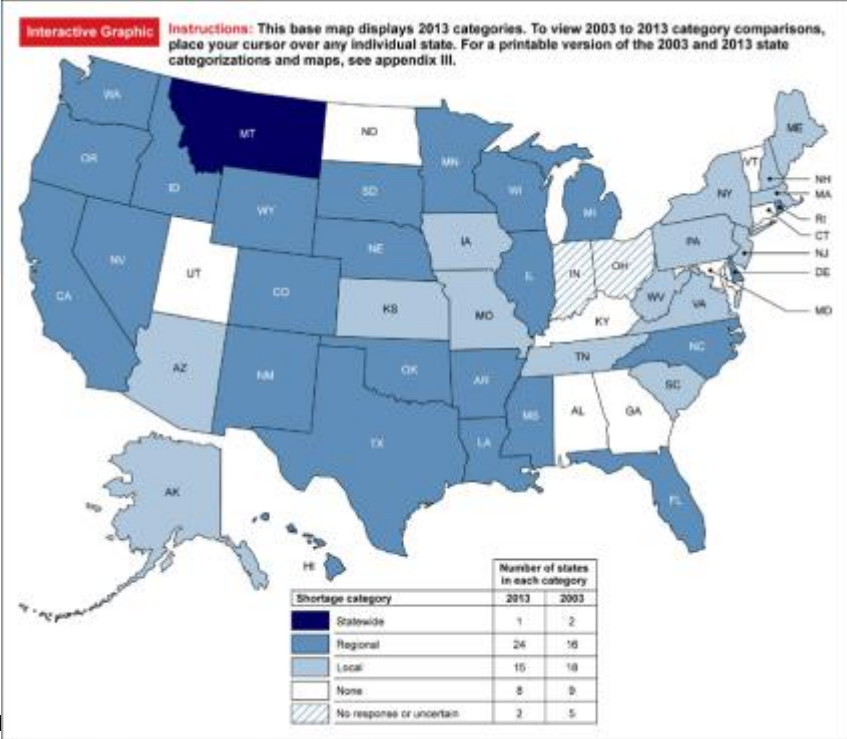 Interactive Graphic
Instructions: This base map displays 2013 categories. To view 2003 to 2013 category comparisons,
place your cursor over any individual state. For a printable version of the 2003 and 2013 state
categorizations and maps, see appendix III.
WA
MT
ND
MN
ME
OR
ID
SD
WI
MI
VT
NH
NY
MA
WY
RI
CT
NV
UT
NE
IA
PA
NJ
DE
CA
CO
KS
MO
IL
IN
OH
WV
VA
MD
KY
AZ
NM
OK
AR
TN
NC
SC
TX
LA
MS
AL
GA
AK
FL
HI
Number of states
in each category
Shortage category 2013 2003
Statewide 1 2
Regional 24 16
Local 15 18
None 8 9
No response or uncertain 2 5